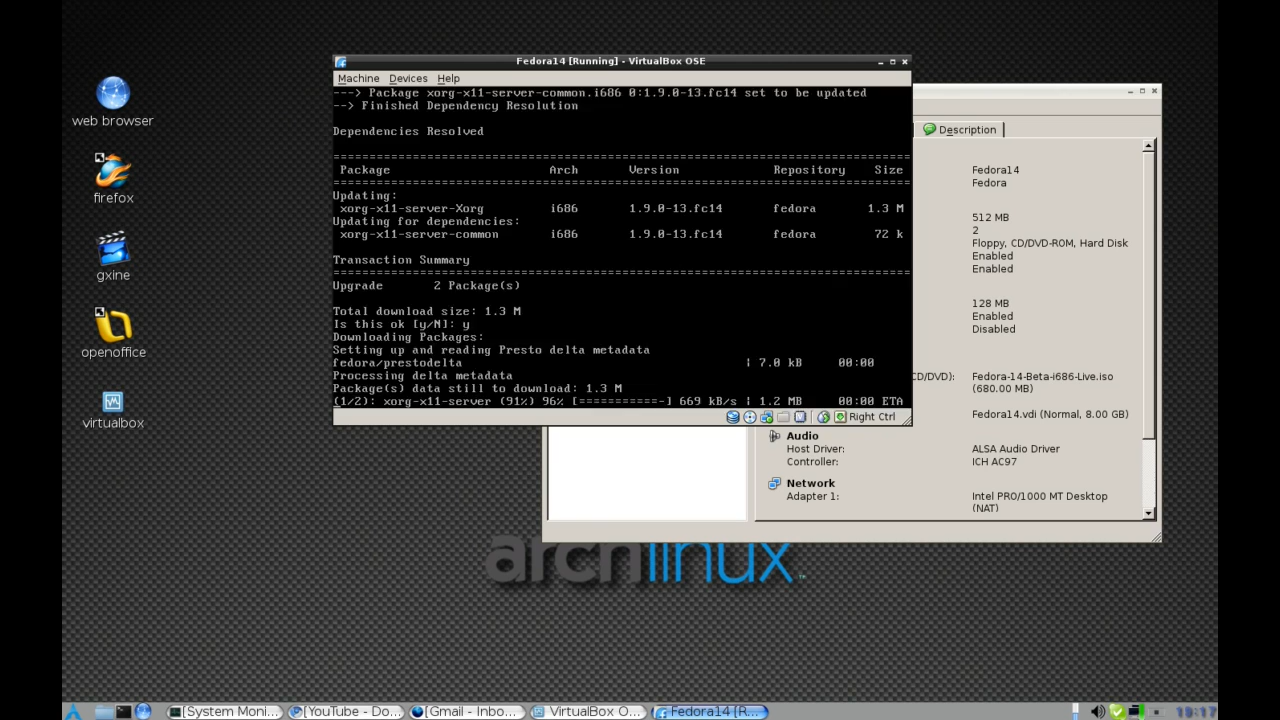 web browser
firefox
gxine
openoffice
virtualbox
Fedora14 [Running] - VirtualBox OSE
Machine Devices Help
---> Package xorg-x11-server-common.i686 0:1.9.0-13.fc14 set to be updated
--> Finished Dependency Resolution
Dependencies Resolved
================================================================================
Package Arch Version Repository Size
================================================================================
Updating:
xorg-x11-server-Xorg i686 1.9.0-13.fc14 fedora 1.3 M
Updating for dependencies:
xorg-x11-server-common i686 1.9.0-13.fc14 fedora 72 k
Transaction Summary
================================================================================
Upgrade 2 Package(s)
Total download size: 1.3 M
Is this ok [y/N]: y
Downloading Packages:
Setting up and reading Presto delta metadata
fedora/prestodelta | 7.0 kB 00:00
Processing delta metadata
Package(s) data still to download: 1.3 M
(1/2): xorg-x11-server (91%) 96% [===========-] 669 kB/s | 1.2 MB 00:00 ETA
Right Ctrl
Description
Fedora14
Fedora
512 MB
2
Floppy, CD/DVD-ROM, Hard Disk
Enabled
Enabled
128 MB
Enabled
Disabled
CD/DVD): Fedora-14-Beta-i686-Live.iso
(680.00 MB)
Fedora14.vdi (Normal, 8.00 GB)
Audio
Host Driver: ALSA Audio Driver
Controller: ICH AC97
Network
Adapter 1: Intel PRO/1000 MT Desktop
(NAT)
archlinux™
[System Moni... [YouTube - Do... [Gmail - Inbo... VirtualBox O... Fedora14 [R... 18:17